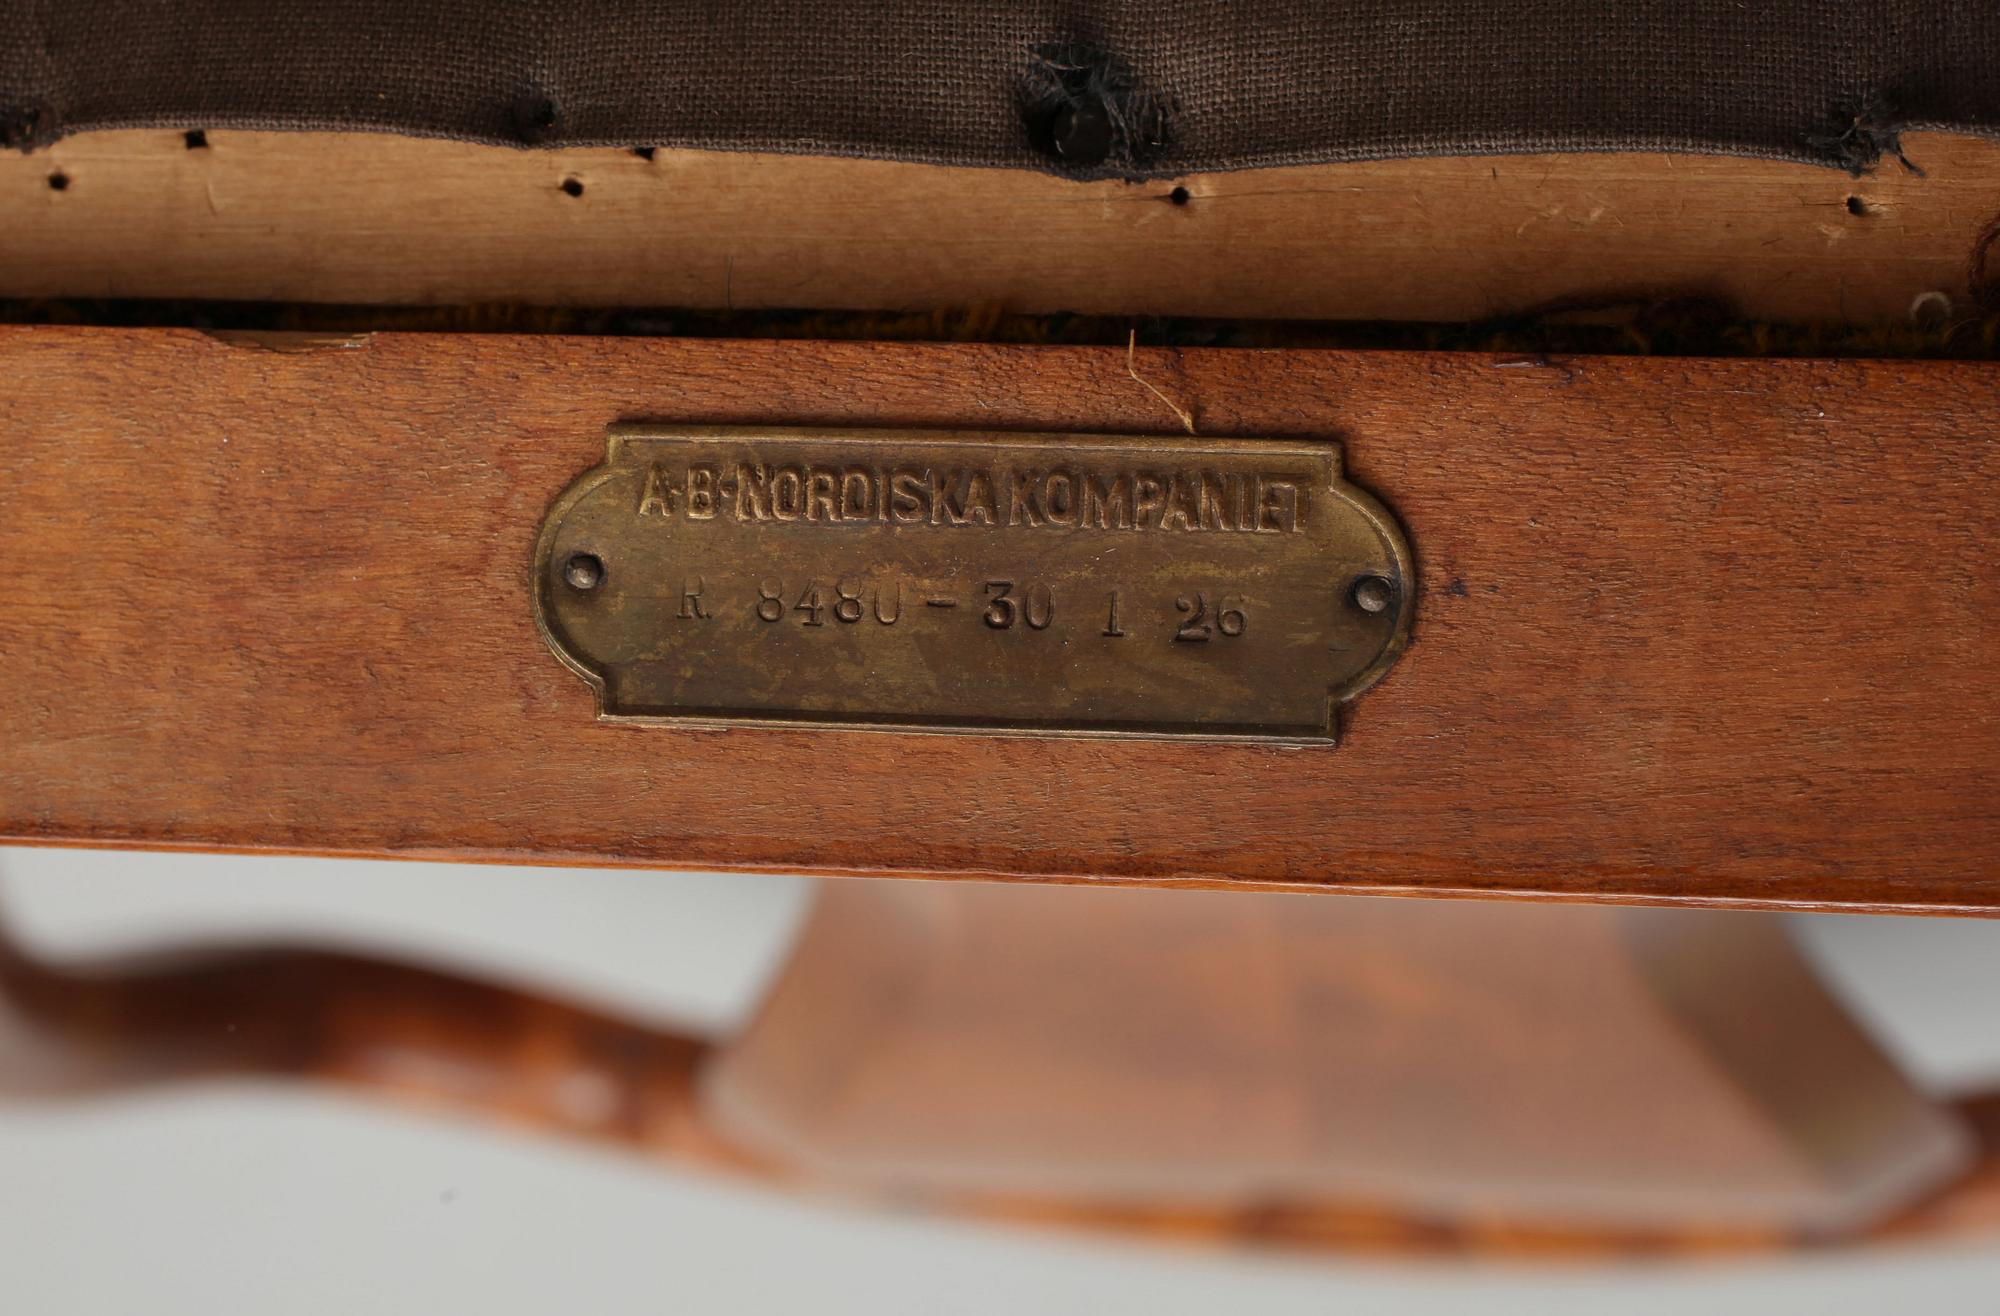 A·B·NORDISKA KOMPANIET
R. 8480 - 30 1 26